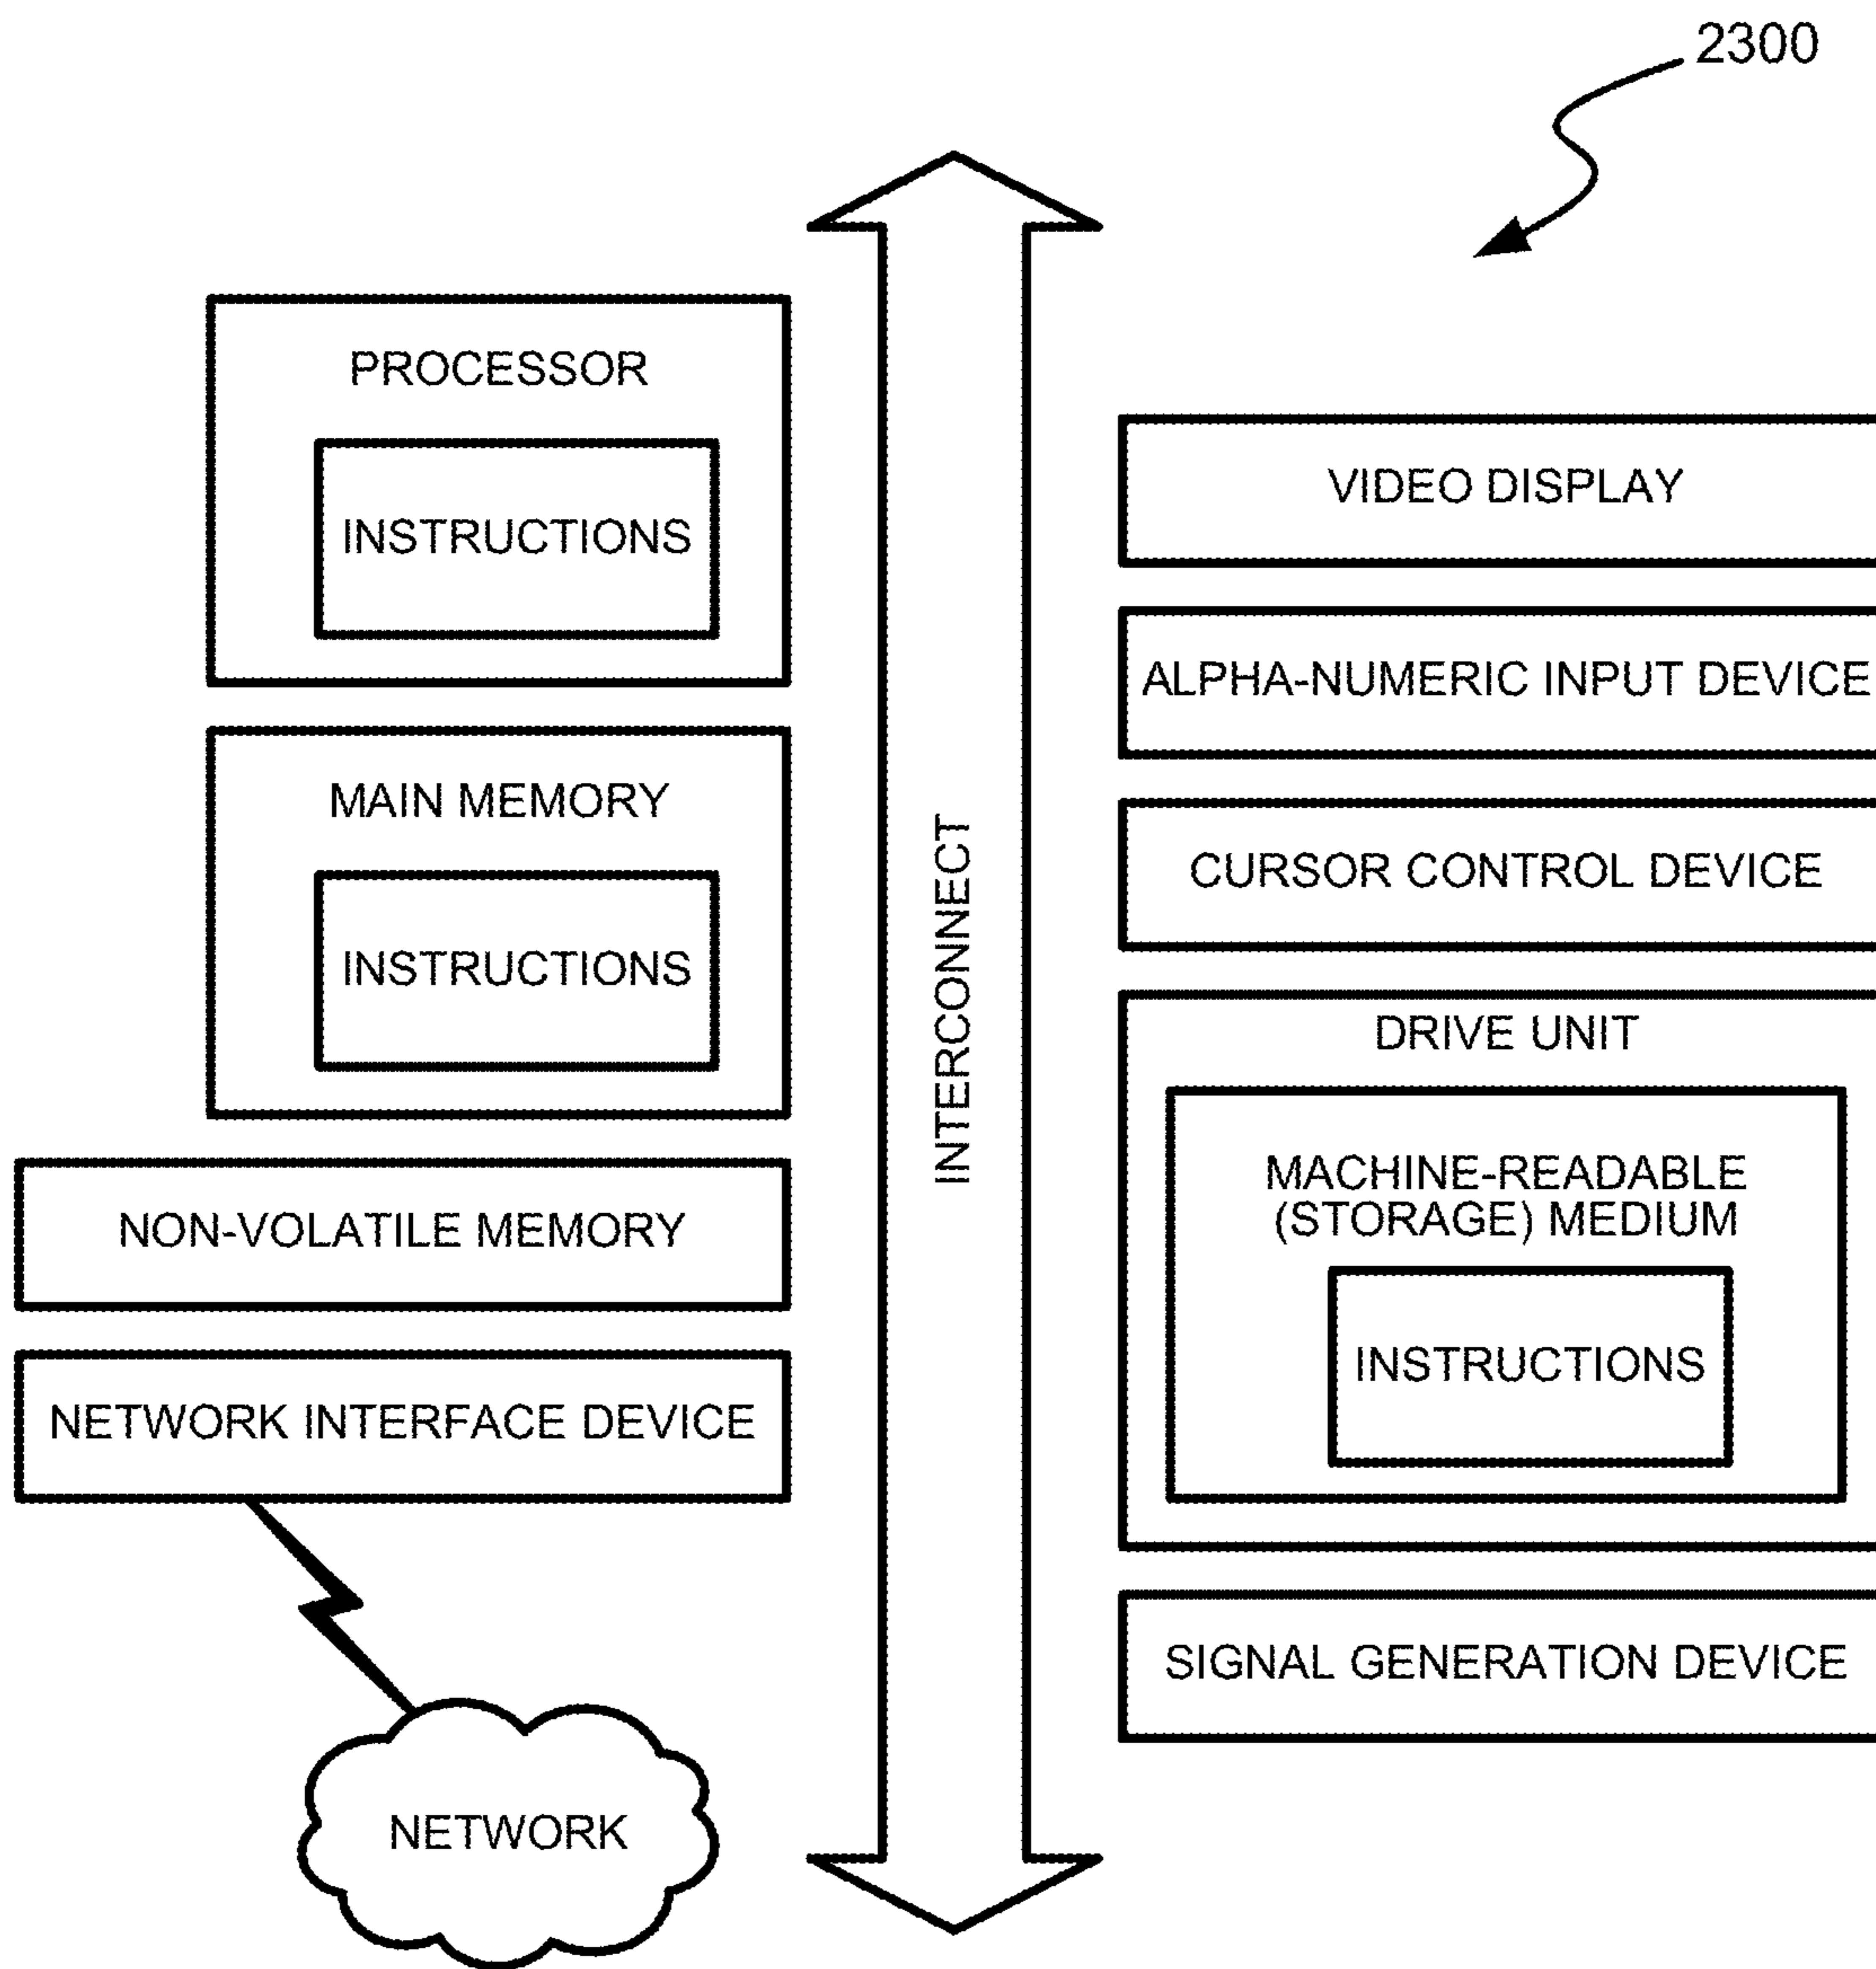 2300
PROCESSOR
INSTRUCTIONS
MAIN MEMORY
INSTRUCTIONS
NON-VOLATILE MEMORY
NETWORK INTERFACE DEVICE
NETWORK
INTERCONNECT
VIDEO DISPLAY
ALPHA-NUMERIC INPUT DEVICE
CURSOR CONTROL DEVICE
DRIVE UNIT
MACHINE-READABLE
(STORAGE) MEDIUM
INSTRUCTIONS
SIGNAL GENERATION DEVICE